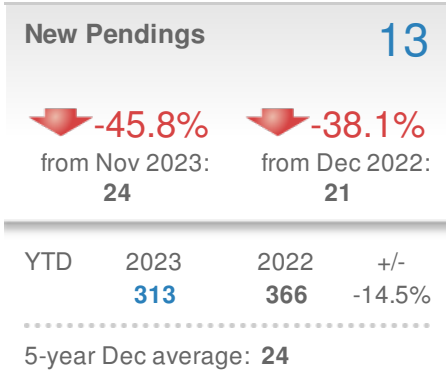 New Pendings 13
-45.8% -38.1%
from Nov 2023: from Dec 2022:
24 21
YTD 2023 2022 +/-
313 366 -14.5%
5-year Dec average: 24